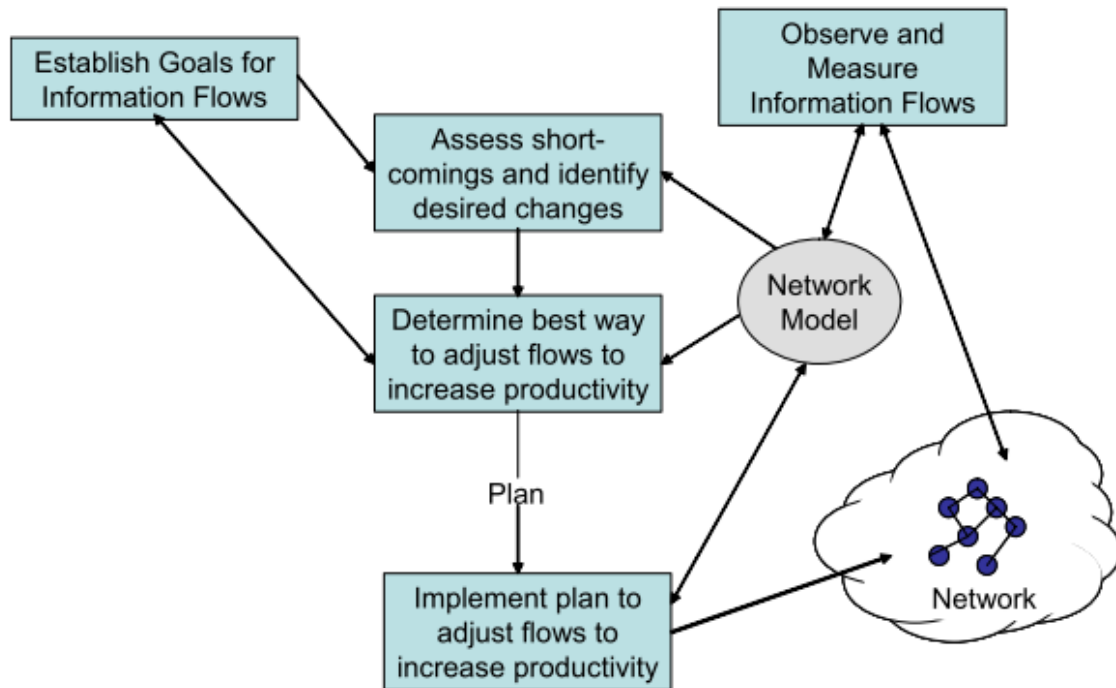 Establish Goals for
Information Flows
Observe and
Measure
Information Flows
Assess short-
comings and identify
desired changes
Network
Model
Determine best way
to adjust flows to
increase productivity
Plan
Implement plan to
adjust flows to
increase productivity
Network